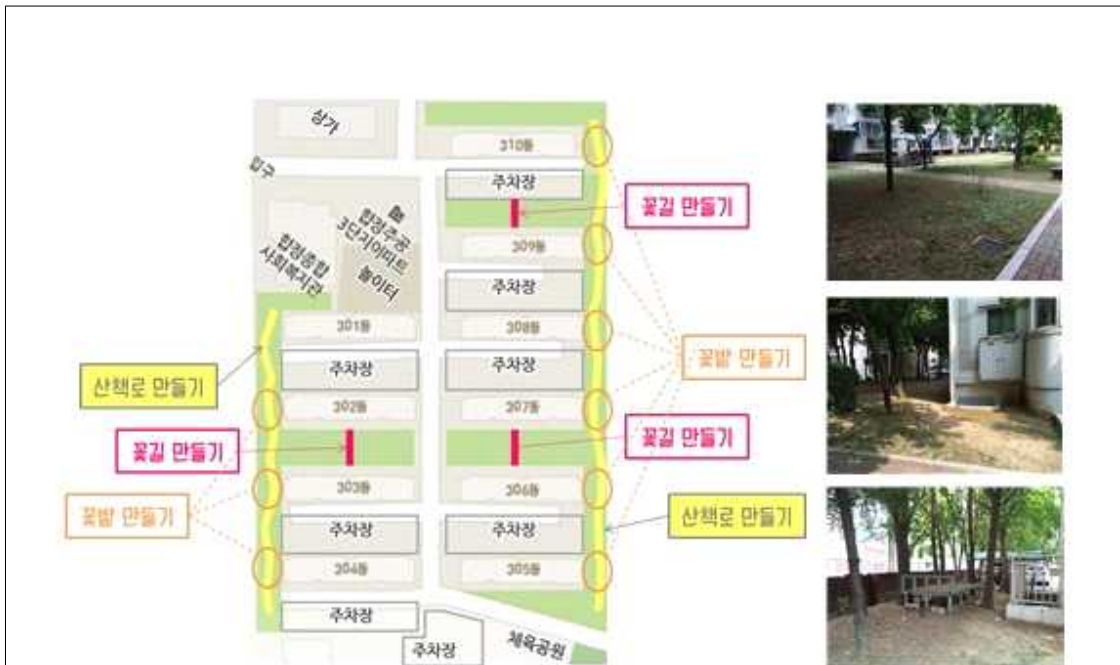 상가
310동
입구
주차장
꽃길 만들기
합정주공
3단지아파트
309동
합정종합
사회복지관
놀이터
주차장
301동
308동
꽃밭 만들기
주차장
주차장
산책로 만들기
302동
307동
꽃길 만들기
꽃길 만들기
303동
306동
꽃밭 만들기
산책로 만들기
주차장
주차장
304동
305동
주차장
체육공원
주차장